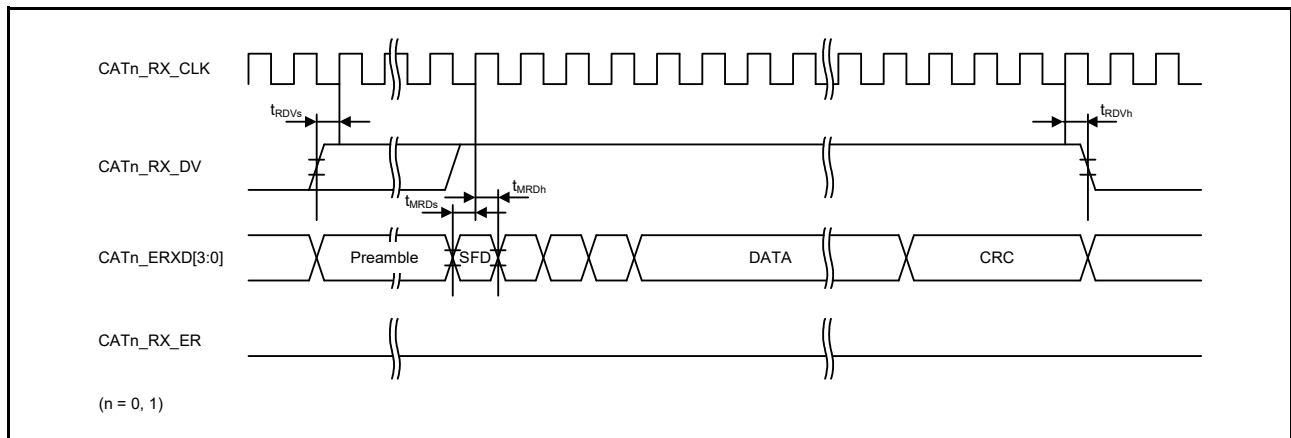 CATn_RX_CLK
tRDVs
tRDVh
CATn_RX_DV
tMRDh
tMRDs
CATn_ERXD[3:0]
Preamble
SFD
DATA
CRC
CATn_RX_ER
(n = 0, 1)